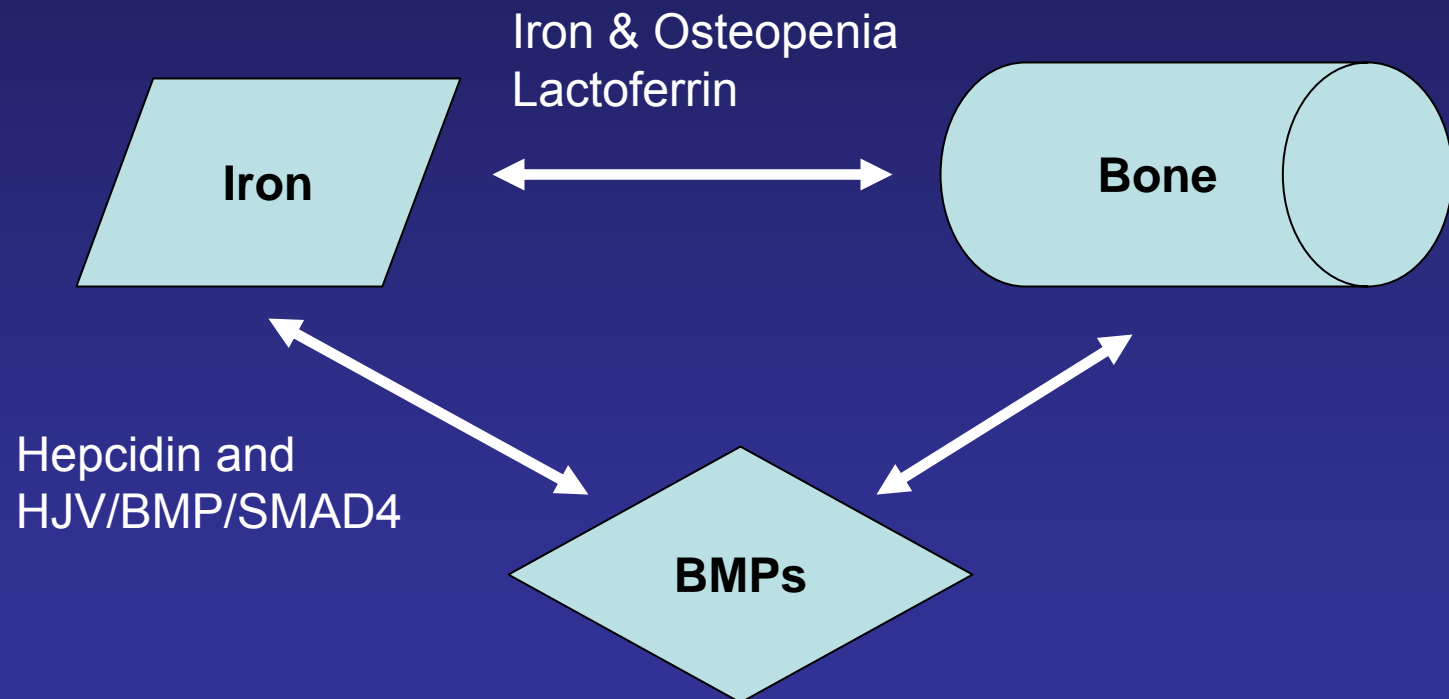 Iron & Osteopenia
Lactoferrin
Iron
Bone
Hepcidin and
HJV/BMP/SMAD4
BMPs